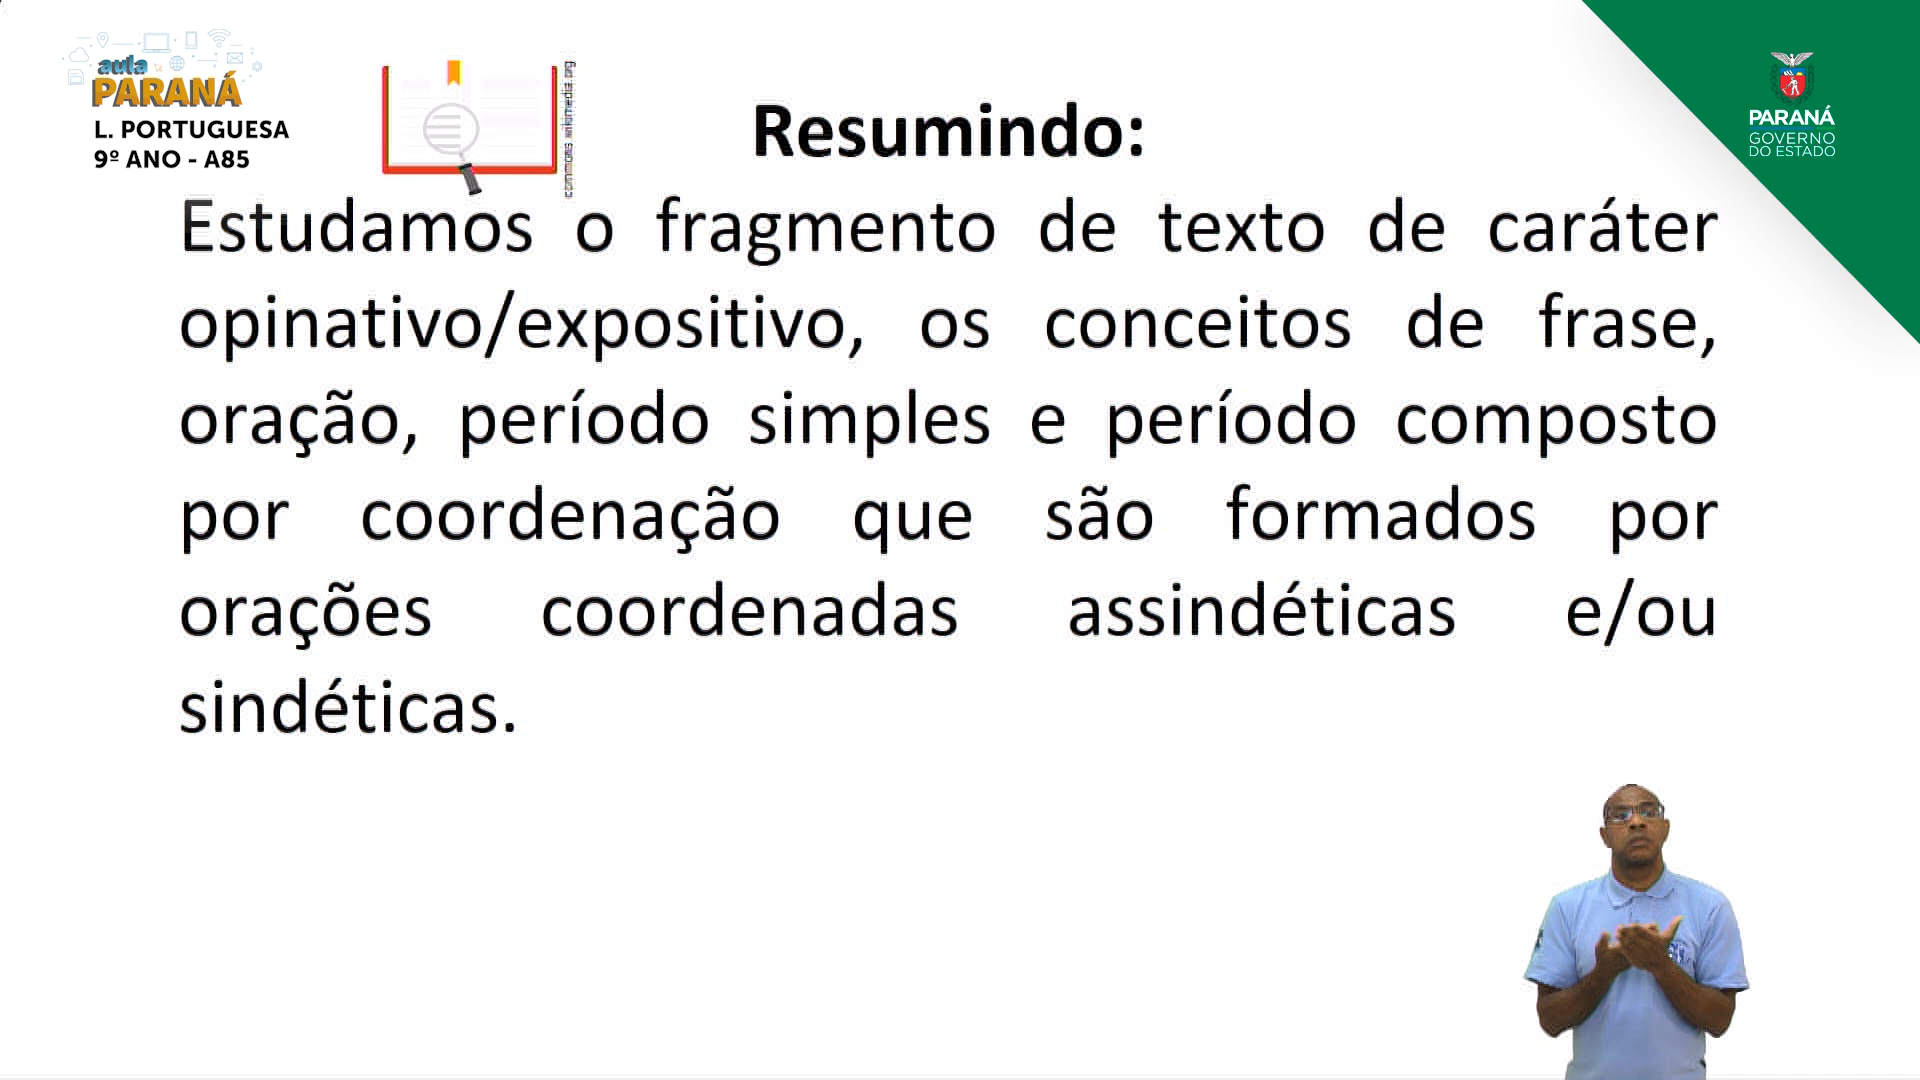 aula
PARANÁ
L. PORTUGUESA
9º ANO - A85
Resumindo:
PARANÁ
GOVERNO
DO ESTADO
Estudamos o fragmento de texto de caráter
opinativo/expositivo, os conceitos de frase,
oração, período simples e período composto
por coordenação que são formados por
orações coordenadas assindéticas e/ou
sindéticas.